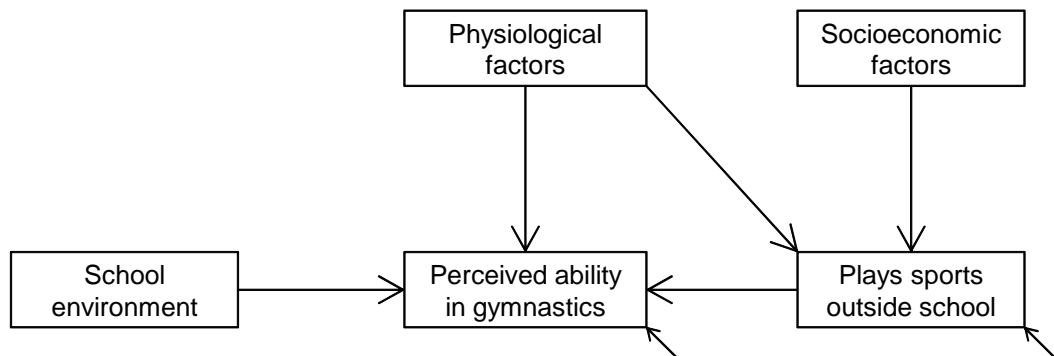 Physiological
factors
Socioeconomic
factors
School
environment
Perceived ability
in gymnastics
Plays sports
outside school